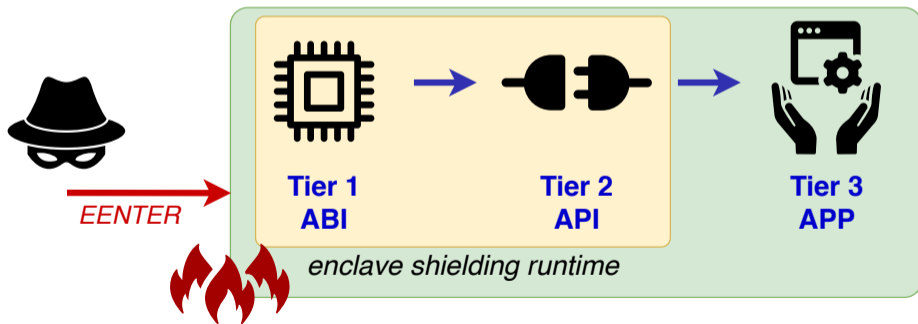 EENTER
Tier 1
ABI
Tier 2
API
Tier 3
APP
enclave shielding runtime